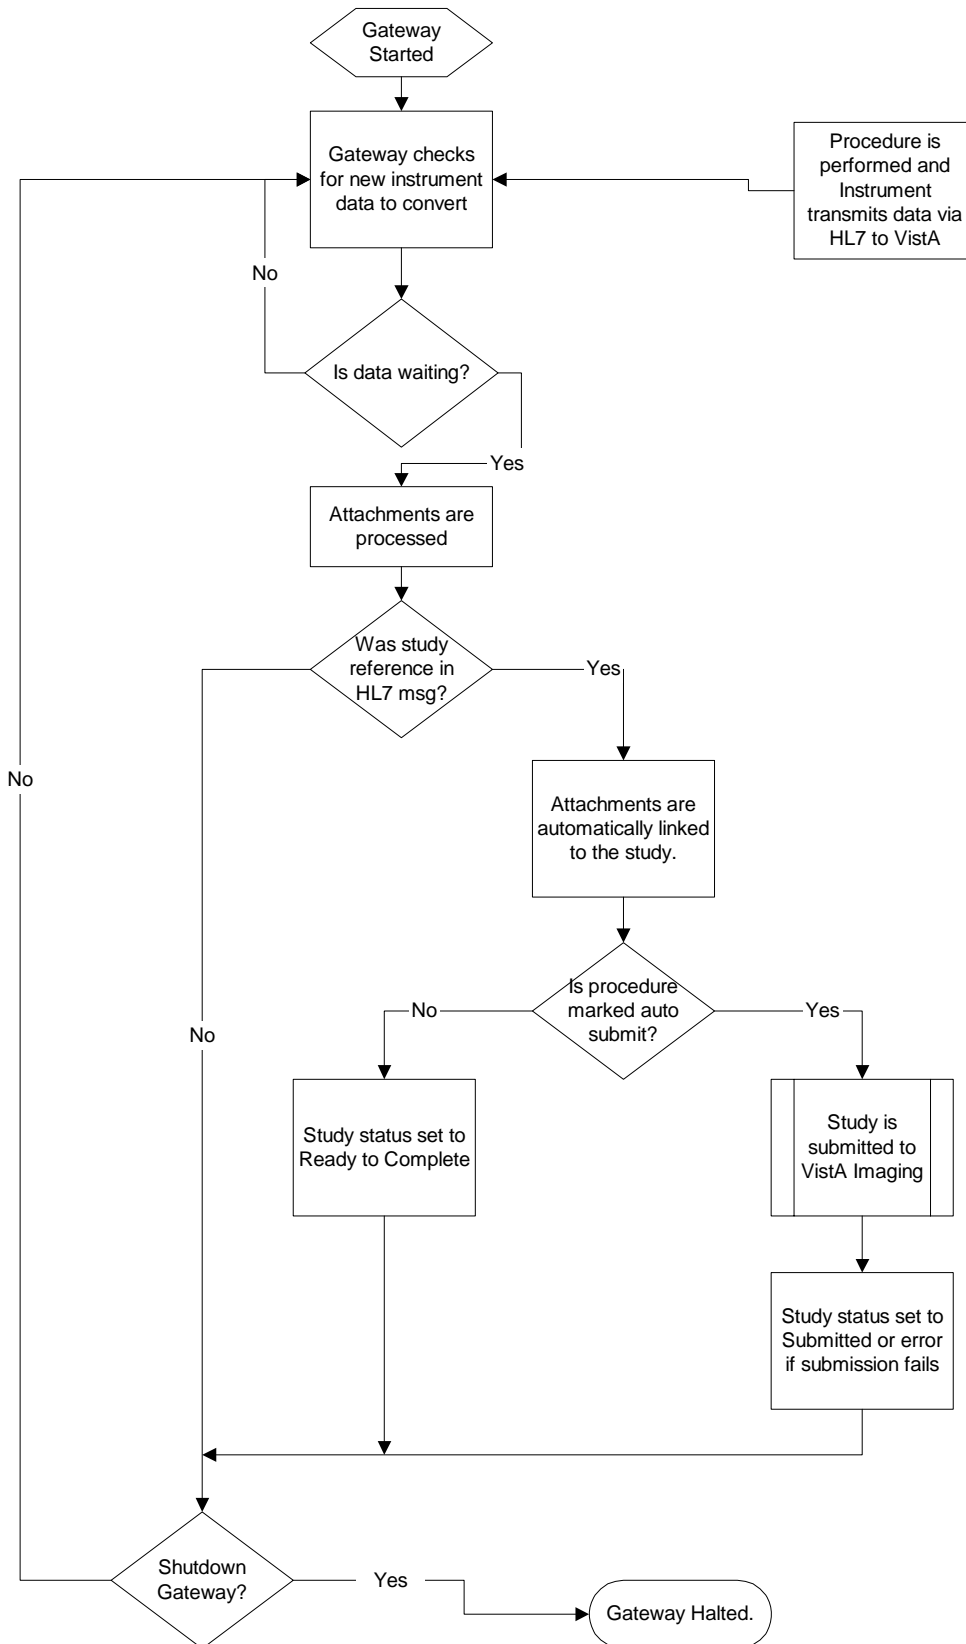 Gateway
Started
Gateway checks
for new instrument
data to convert
Procedure is
performed and
Instrument
transmits data via
HL7 to VistA
No
Is data waiting?
Yes
Attachments are
processed
Was study
reference in
HL7 msg?
Yes
No
Attachments are
automatically linked
to the study.
Is procedure
marked auto
submit?
No
Yes
No
Study status set to
Ready to Complete
Study is
submitted to
VistA Imaging
Study status set to
Submitted or error
if submission fails
Shutdown
Gateway?
Yes
Gateway Halted.